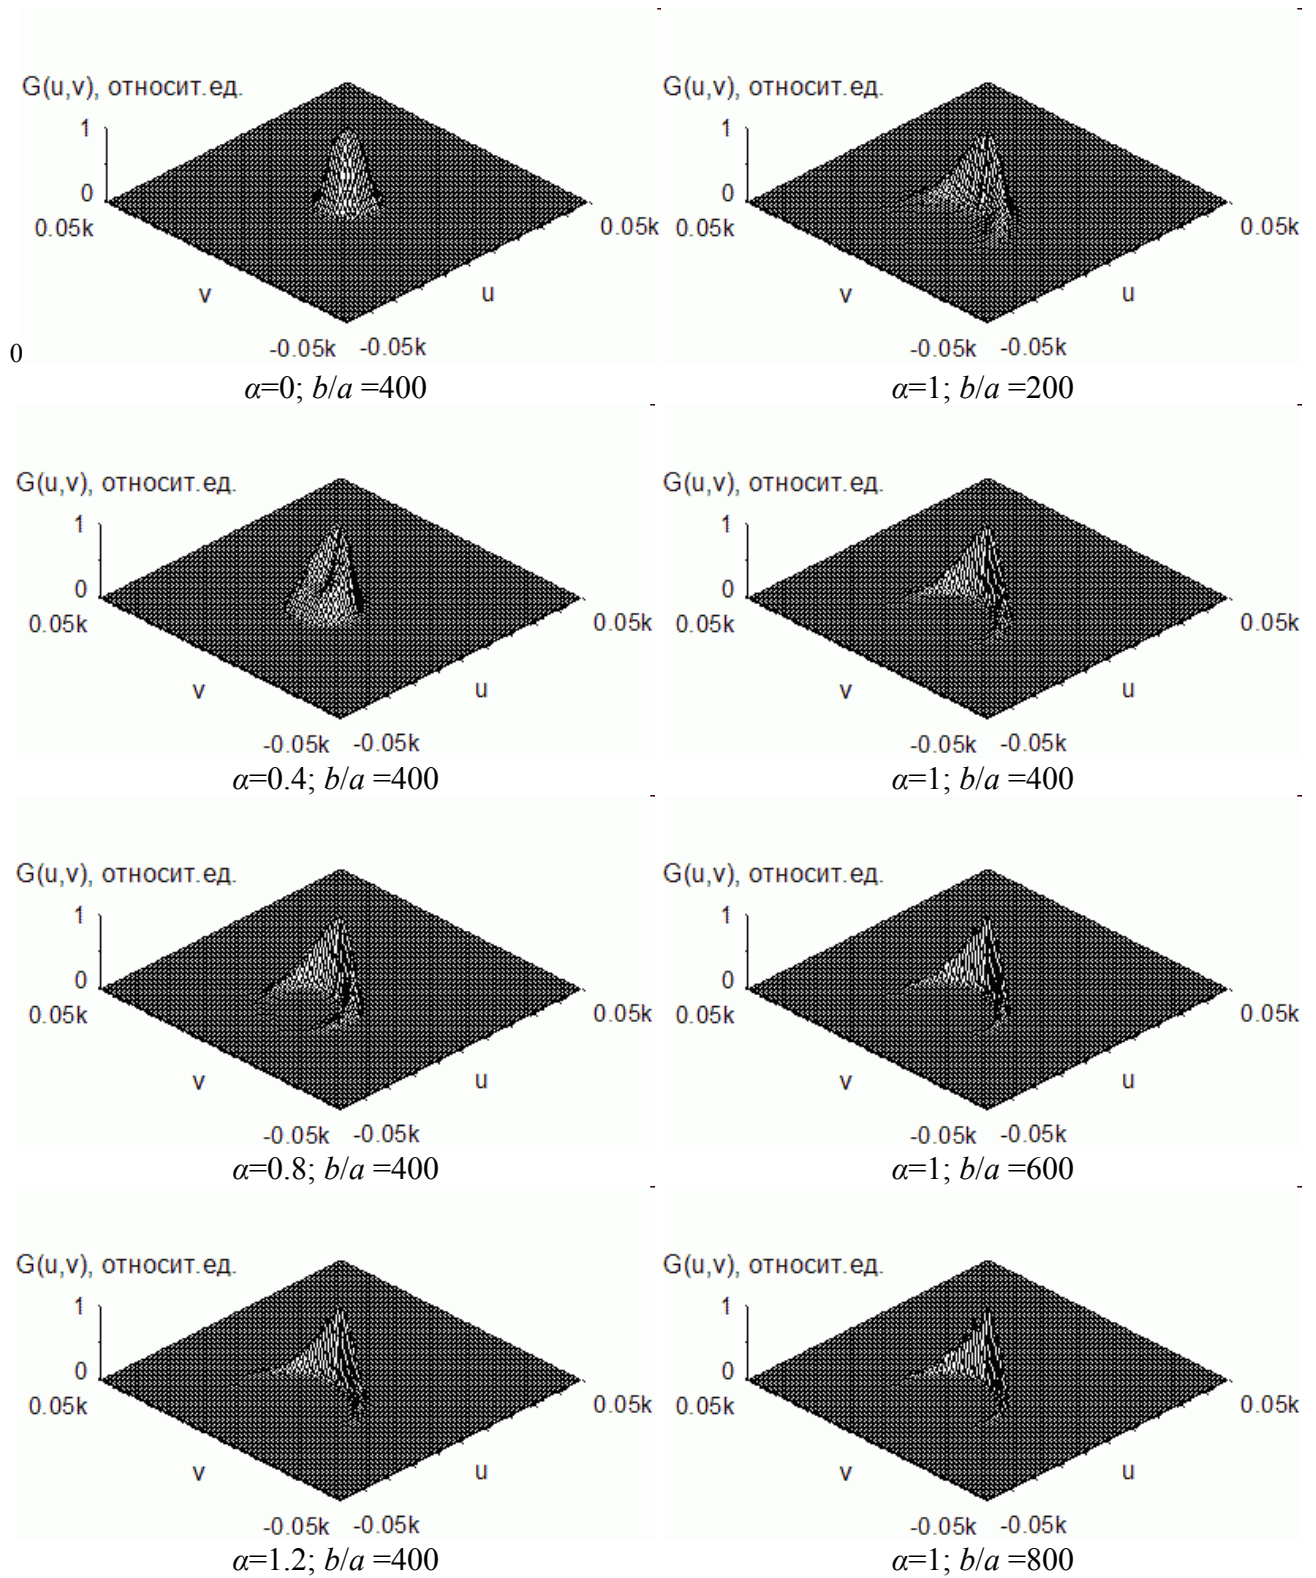 G(u,v), относит.ед.
1
0
0.05k
0.05k
v
u
-0.05k -0.05k
0
α=0; b/a =400
G(u,v), относит.ед.
1
0
0.05k
0.05k
v
u
-0.05k -0.05k
α=1; b/a =200
G(u,v), относит.ед.
1
0
0.05k
0.05k
v
u
-0.05k -0.05k
α=0.4; b/a =400
G(u,v), относит.ед.
1
0
0.05k
0.05k
v
u
-0.05k -0.05k
α=1; b/a =400
G(u,v), относит.ед.
1
0
0.05k
0.05k
v
u
-0.05k -0.05k
α=0.8; b/a =400
G(u,v), относит.ед.
1
0
0.05k
0.05k
v
u
-0.05k -0.05k
α=1; b/a =600
G(u,v), относит.ед.
1
0
0.05k
0.05k
v
u
-0.05k -0.05k
α=1.2; b/a =400
G(u,v), относит.ед.
1
0
0.05k
0.05k
v
u
-0.05k -0.05k
α=1; b/a =800